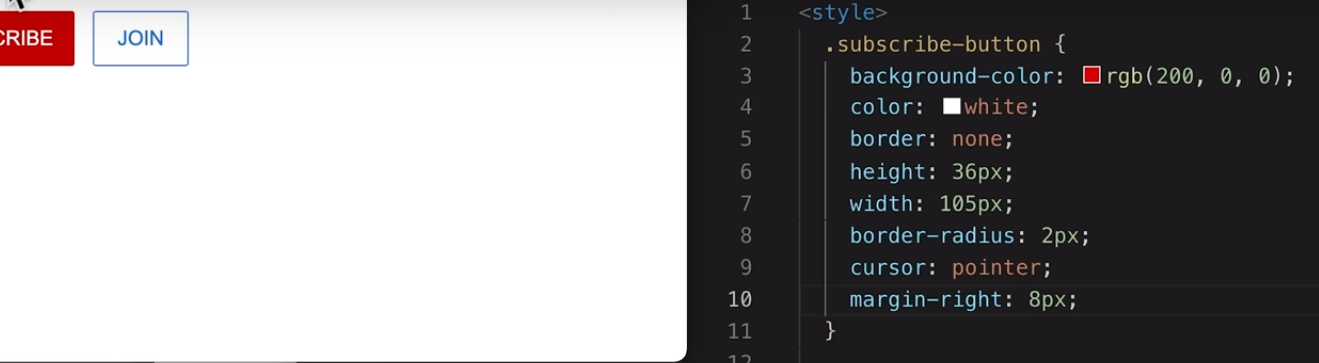 CRIBE JOIN
1 <style>
2 .subscribe-button {
3 background-color: rgb(200, 0, 0);
4 color: white;
5 border: none;
6 height: 36px;
7 width: 105px;
8 border-radius: 2px;
9 cursor: pointer;
10 margin-right: 8px;
11 }
12